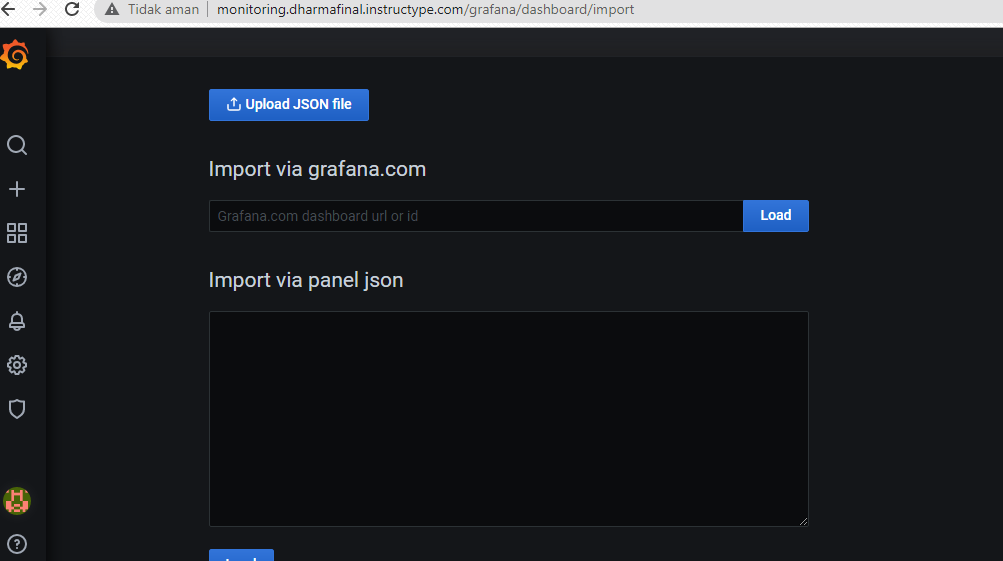 Tidak aman
monitoring.dharmafinal.instructype.com/grafana/dashboard/import
Upload JSON file
Import via grafana.com
Grafana.com dashboard url or id
Load
Import via panel json